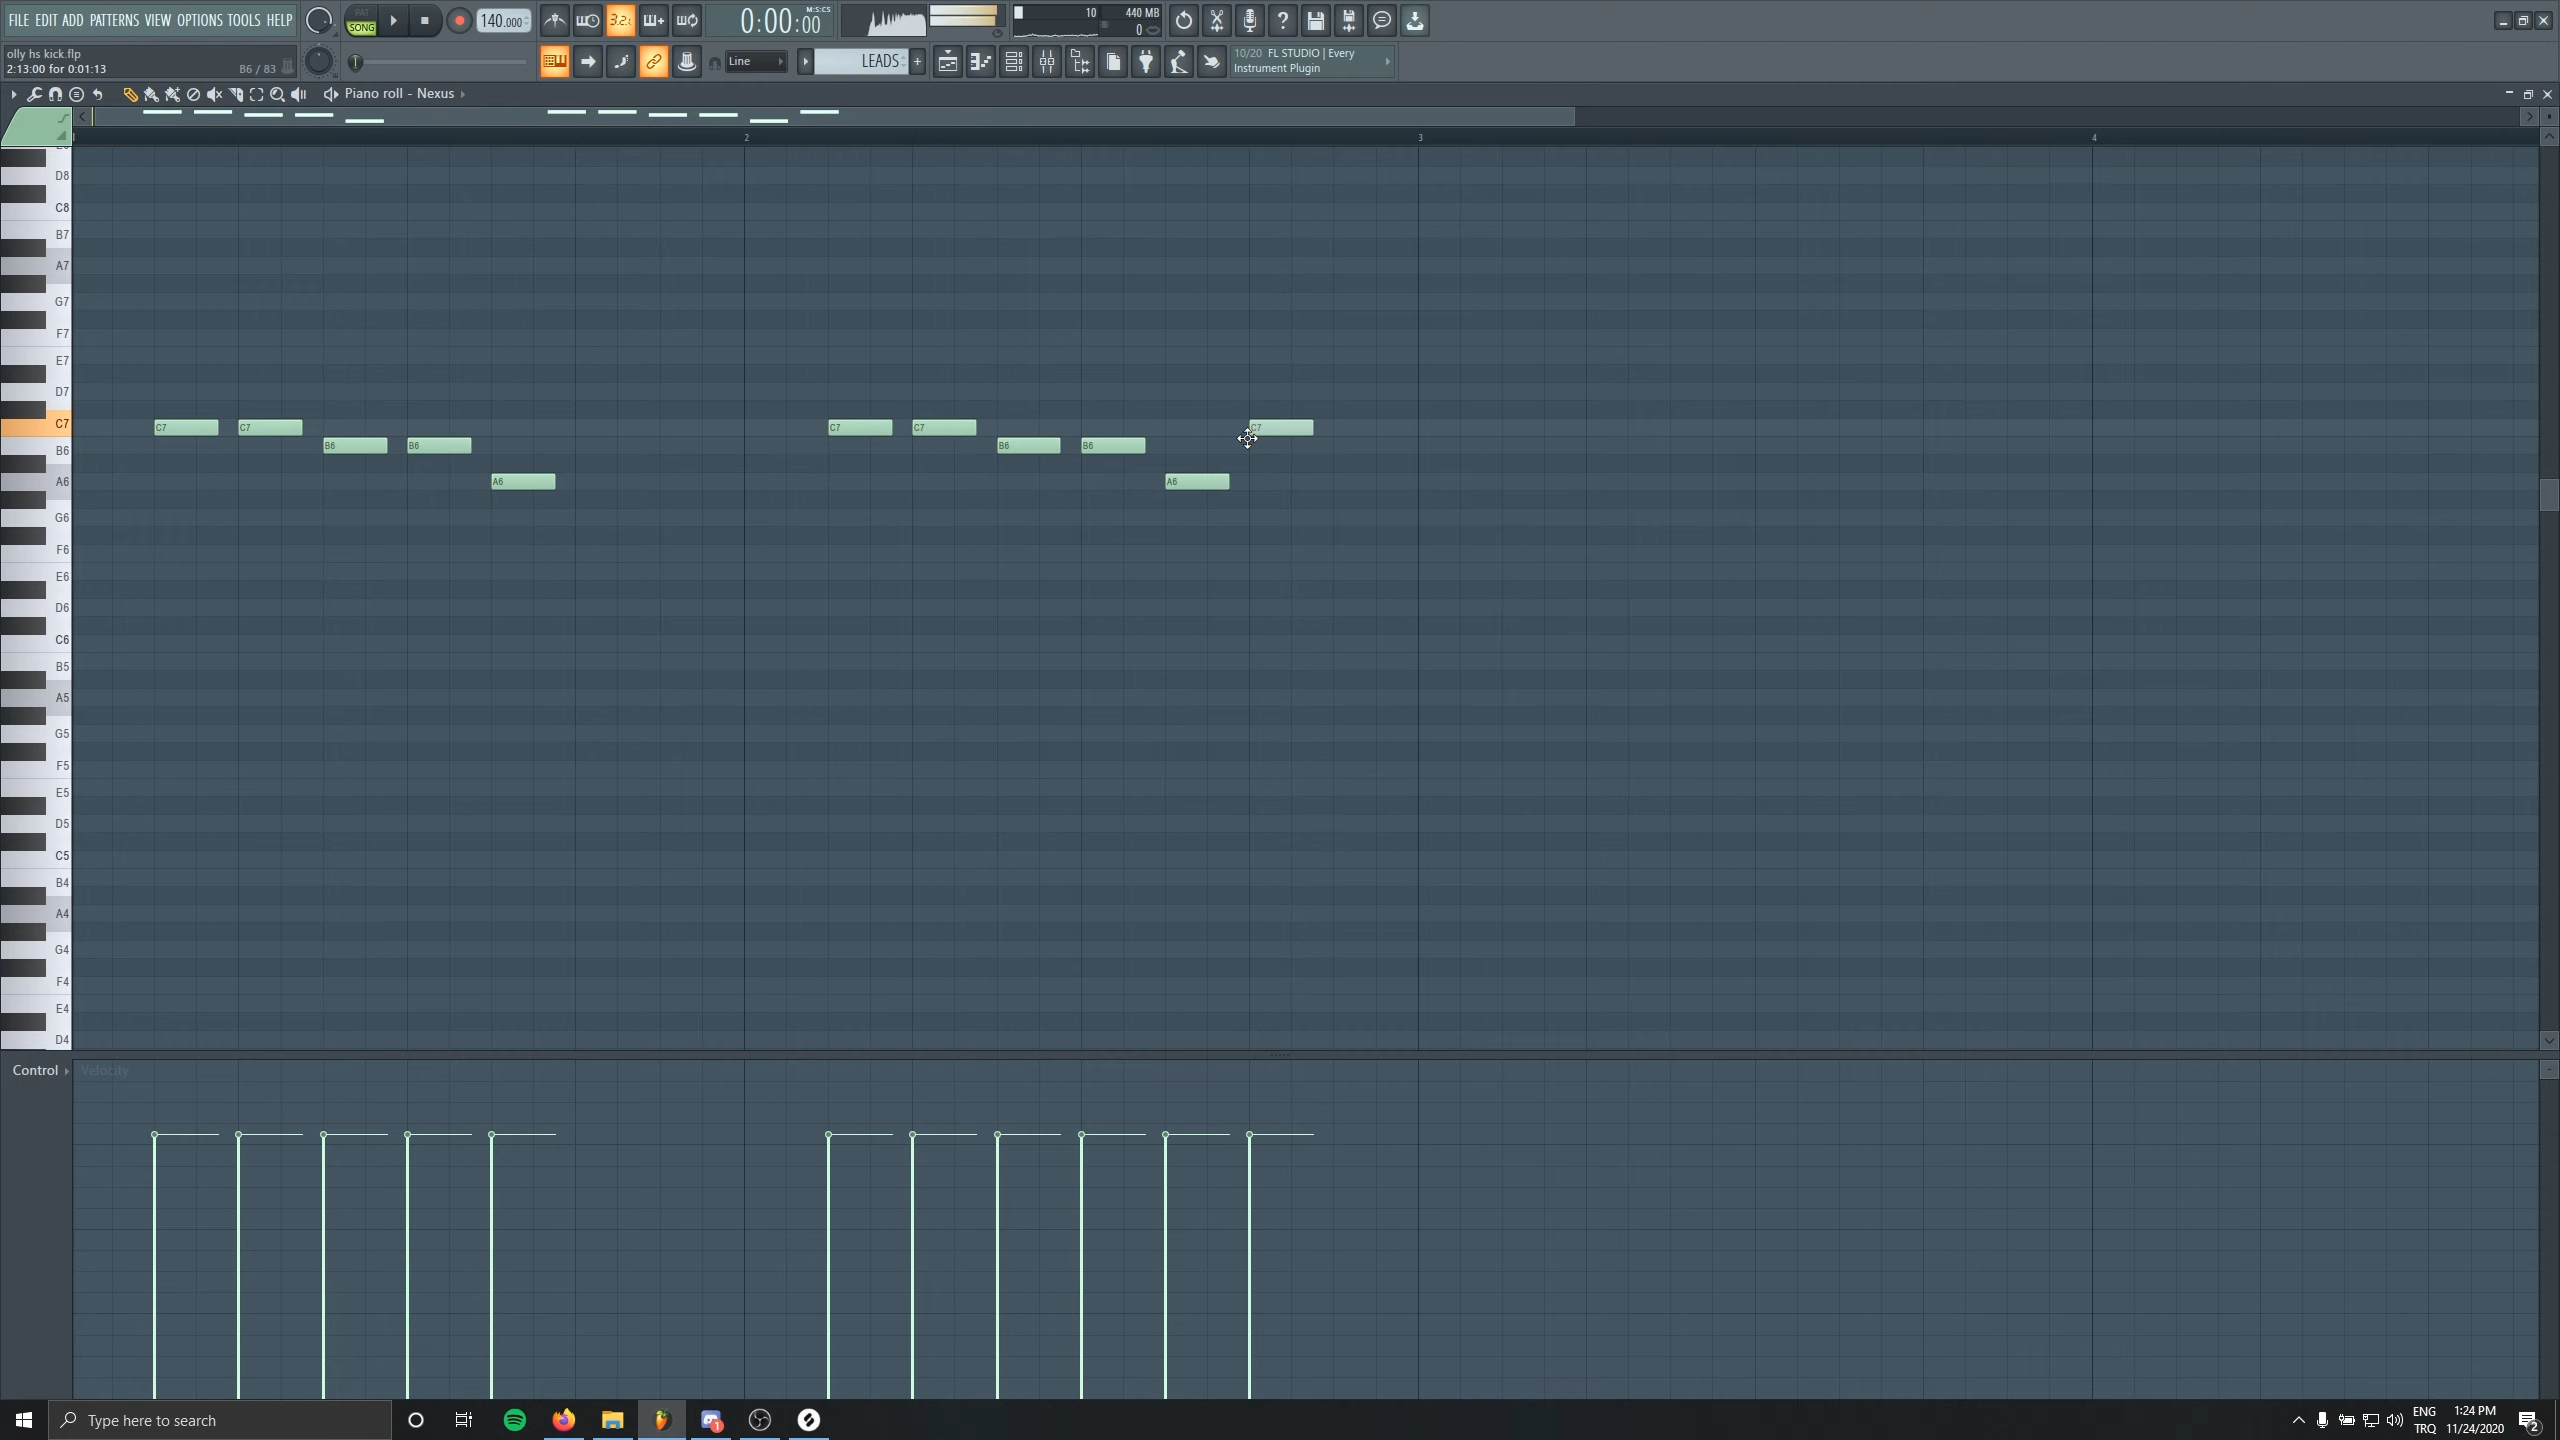 FILE EDIT ADD PATTERNS VIEW OPTIONS TOOLS HELP
PAT
SONG
140.000
3.2.
0:00:00
M:S:CS
10
440 MB
0
olly hs kick.flp
2:13:00 for 0:01:13
B6 / 83
Line
LEADS
10/20 FL STUDIO | Every
Instrument Plugin
Piano roll - Nexus
2
3
4
D8
C8
B7
A7
G7
F7
E7
D7
C7
C7 C7 C7 C7 C7
B6
B6 B6 B6 B6
A6
A6 A6
G6
F6
E6
D6
C6
B5
A5
G5
F5
E5
D5
C5
B4
A4
G4
F4
E4
D4
Control
Velocity
Type here to search
1
ENG
TRQ
1:24 PM
11/24/2020
2